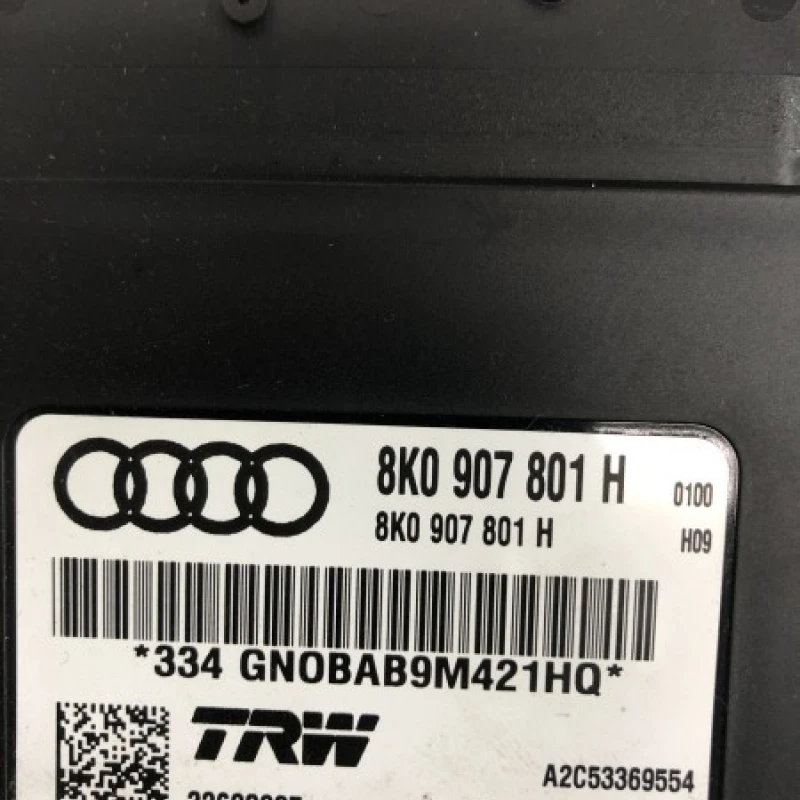 8K0 907 801 H 0100
8K0 907 801 H H09
*334 GNOBAB9M421HQ*
TRW
A2C53369554